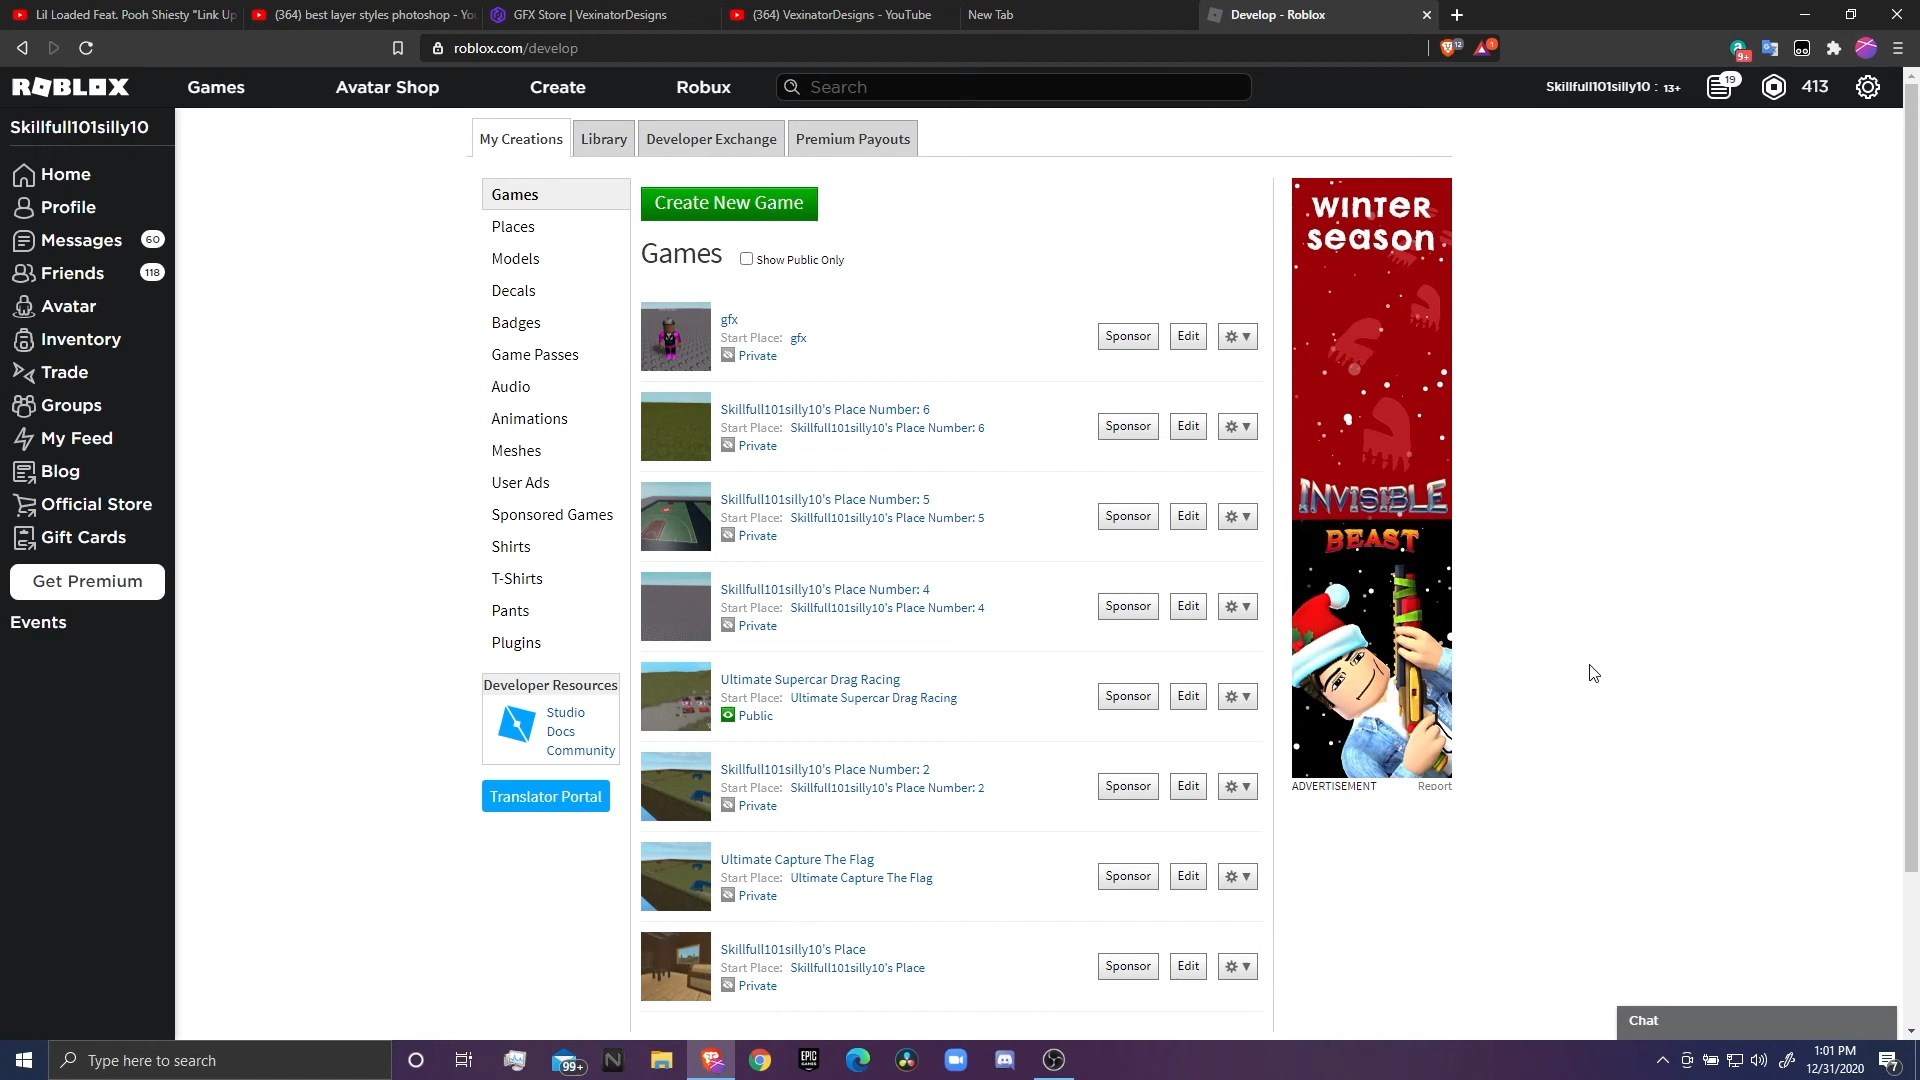 Lil Loaded Feat. Pooh Shiesty "Link Up
(364) best layer styles photoshop - You
GFX Store | VexinatorDesigns
(364) VexinatorDesigns - YouTube
New Tab
Develop - Roblox
roblox.com/develop
12
1
9+
ROBLOX
Games
Avatar Shop
Create
Robux
Search
Skillfull101silly10 : 13+
19
413
Skillfull101silly10
Home
Profile
Messages 60
Friends 118
Avatar
Inventory
Trade
Groups
My Feed
Blog
Official Store
Gift Cards
Get Premium
Events
My Creations
Library
Developer Exchange
Premium Payouts
Games
Places
Models
Decals
Badges
Game Passes
Audio
Animations
Meshes
User Ads
Sponsored Games
Shirts
T-Shirts
Pants
Plugins
Developer Resources
Studio
Docs
Community
Translator Portal
Create New Game
Games
Show Public Only
gfx
Start Place: gfx
Private
Sponsor Edit
Skillfull101silly10's Place Number: 6
Start Place: Skillfull101silly10's Place Number: 6
Private
Sponsor Edit
Skillfull101silly10's Place Number: 5
Start Place: Skillfull101silly10's Place Number: 5
Private
Sponsor Edit
Skillfull101silly10's Place Number: 4
Start Place: Skillfull101silly10's Place Number: 4
Private
Sponsor Edit
Ultimate Supercar Drag Racing
Start Place: Ultimate Supercar Drag Racing
Public
Sponsor Edit
Skillfull101silly10's Place Number: 2
Start Place: Skillfull101silly10's Place Number: 2
Private
Sponsor Edit
Ultimate Capture The Flag
Start Place: Ultimate Capture The Flag
Private
Sponsor Edit
Skillfull101silly10's Place
Start Place: Skillfull101silly10's Place
Private
Sponsor Edit
WINTER
SEASON
INVISIBLE
BEAST
ADVERTISEMENT
Report
Chat
Type here to search
99+
EPIC
GAMES
1:01 PM
12/31/2020
7